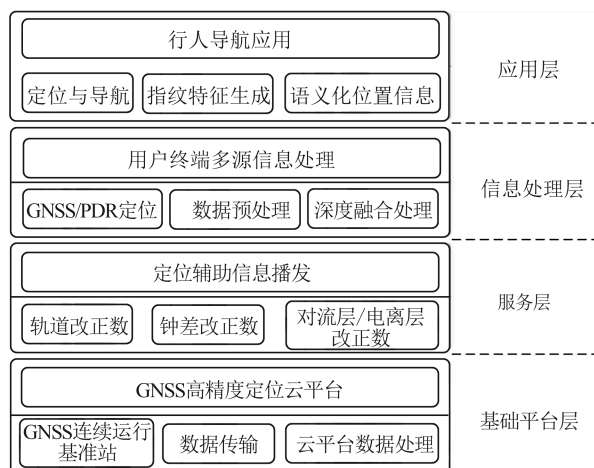 行人导航应用
定位与导航 指纹特征生成 语义化位置信息
应用层
用户终端多源信息处理
GNSS/PDR定位 数据预处理 深度融合处理
信息处理层
定位辅助信息播发
轨道改正数 钟差改正数 对流层/电离层
改正数
服务层
GNSS高精度定位云平台
GNSS连续运行
基准站 数据传输 云平台数据处理
基础平台层